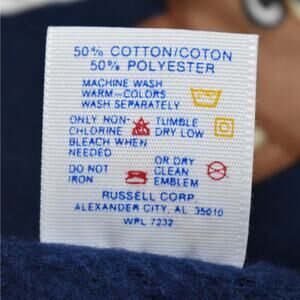 50% COTTON/COTON
50% POLYESTER
MACHINE WASH
WARM-COLORS
WASH SEPARATELY
ONLY NON- TUMBLE
CHLORINE DRY LOW
BLEACH WHEN
NEEDED
OR DRY
DO NOT CLEAN
IRON EMBLEM
RUSSELL CORP.
ALEXANDER CITY, AL 35010
WPL 7232